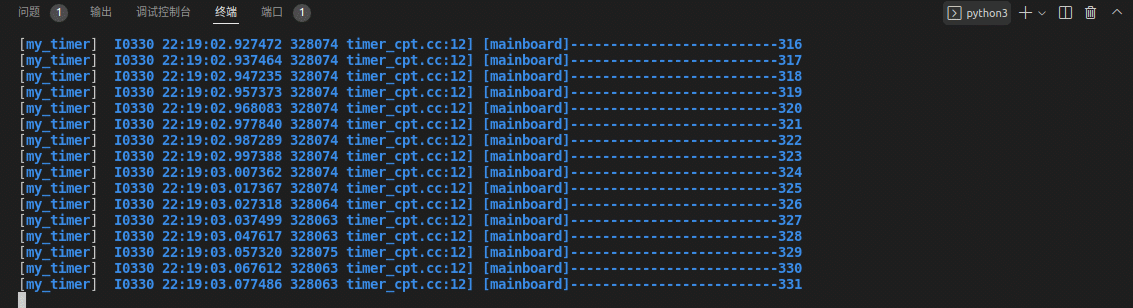 问题 1 输出 调试控制台 终端 端口 1 python3
[my_timer]  I0330 22:19:02.927472 328074 timer_cpt.cc:12] [mainboard]--------------------------316
[my_timer]  I0330 22:19:02.937464 328074 timer_cpt.cc:12] [mainboard]--------------------------317
[my_timer]  I0330 22:19:02.947235 328074 timer_cpt.cc:12] [mainboard]--------------------------318
[my_timer]  I0330 22:19:02.957373 328074 timer_cpt.cc:12] [mainboard]--------------------------319
[my_timer]  I0330 22:19:02.968083 328074 timer_cpt.cc:12] [mainboard]--------------------------320
[my_timer]  I0330 22:19:02.977840 328074 timer_cpt.cc:12] [mainboard]--------------------------321
[my_timer]  I0330 22:19:02.987289 328074 timer_cpt.cc:12] [mainboard]--------------------------322
[my_timer]  I0330 22:19:02.997388 328074 timer_cpt.cc:12] [mainboard]--------------------------323
[my_timer]  I0330 22:19:03.007362 328074 timer_cpt.cc:12] [mainboard]--------------------------324
[my_timer]  I0330 22:19:03.017367 328074 timer_cpt.cc:12] [mainboard]--------------------------325
[my_timer]  I0330 22:19:03.027318 328064 timer_cpt.cc:12] [mainboard]--------------------------326
[my_timer]  I0330 22:19:03.037499 328063 timer_cpt.cc:12] [mainboard]--------------------------327
[my_timer]  I0330 22:19:03.047617 328063 timer_cpt.cc:12] [mainboard]--------------------------328
[my_timer]  I0330 22:19:03.057320 328075 timer_cpt.cc:12] [mainboard]--------------------------329
[my_timer]  I0330 22:19:03.067612 328063 timer_cpt.cc:12] [mainboard]--------------------------330
[my_timer]  I0330 22:19:03.077486 328063 timer_cpt.cc:12] [mainboard]--------------------------331